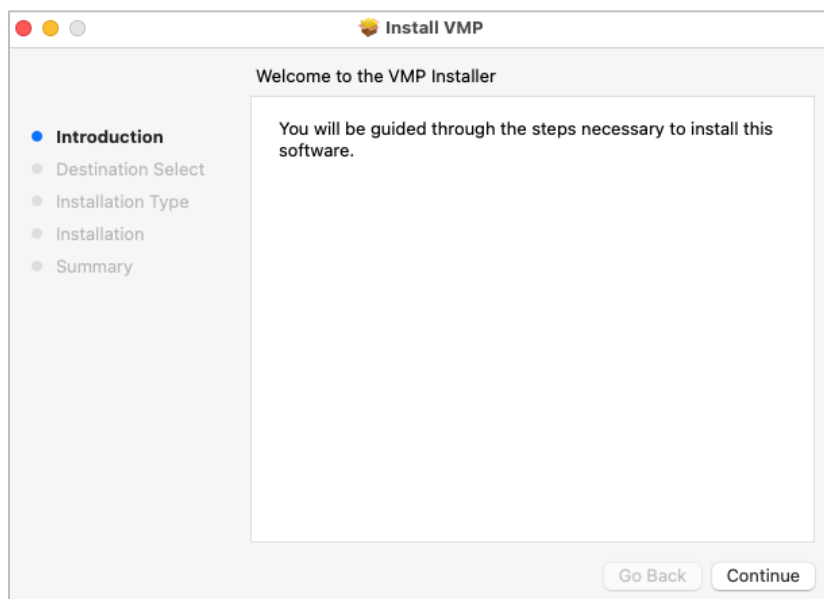 Install VMP
Welcome to the VMP Installer
Introduction
Destination Select
Installation Type
Installation
Summary
You will be guided through the steps necessary to install this
software.
Go Back
Continue